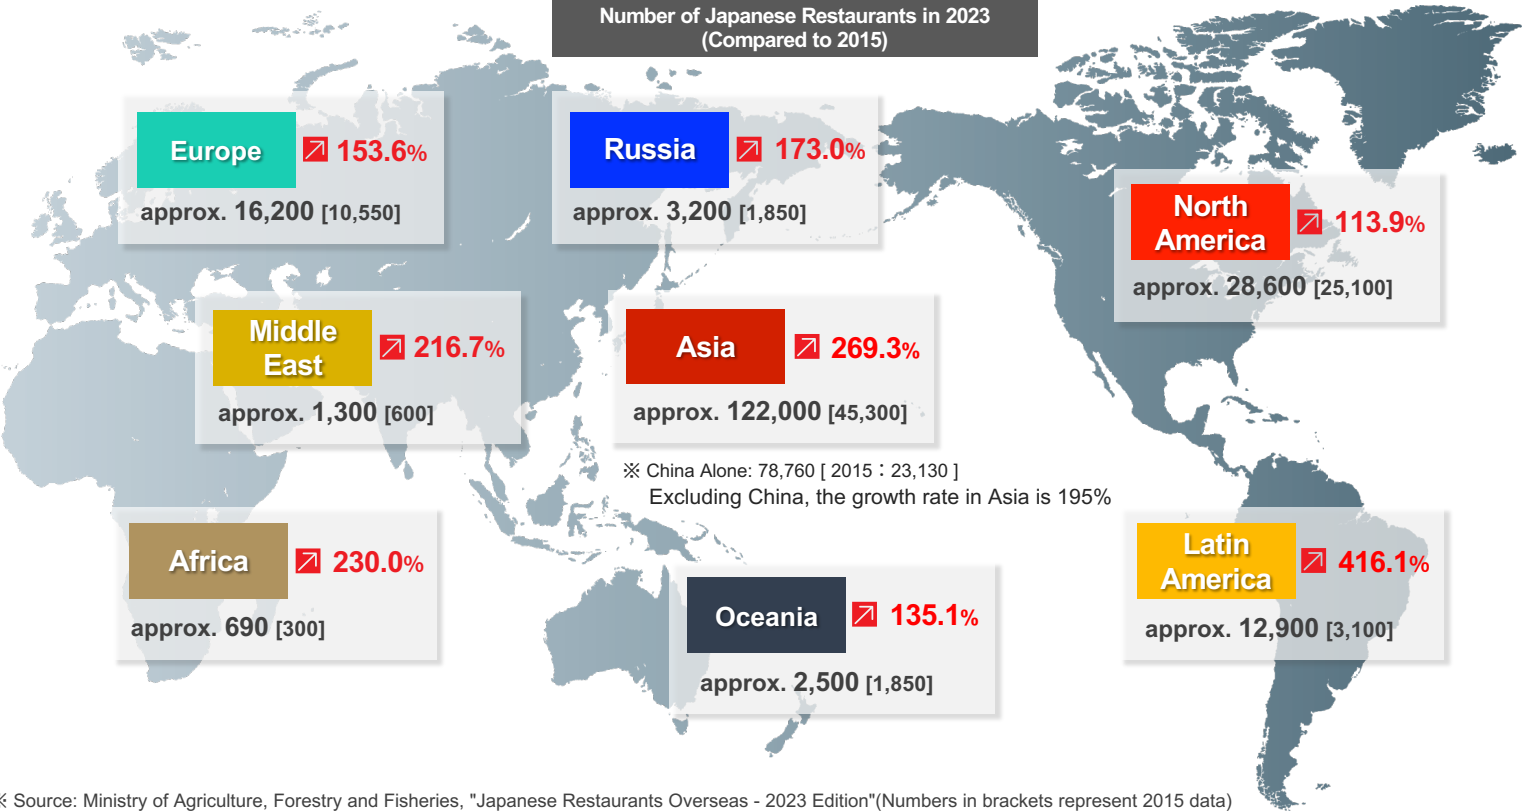 Number of Japanese Restaurants in 2023
(Compared to 2015)
Europe
153.6%
approx. 16,200 [10,550]
Russia
173.0%
approx. 3,200 [1,850]
North
America
113.9%
approx. 28,600 [25,100]
Middle
East
216.7%
approx. 1,300 [600]
Asia
269.3%
approx. 122,000 [45,300]
※ China Alone: 78,760 [ 2015：23,130 ]
Excluding China, the growth rate in Asia is 195%
Africa
230.0%
approx. 690 [300]
Oceania
135.1%
approx. 2,500 [1,850]
Latin
America
416.1%
approx. 12,900 [3,100]
※ Source: Ministry of Agriculture, Forestry and Fisheries, "Japanese Restaurants Overseas - 2023 Edition"(Numbers in brackets represent 2015 data)